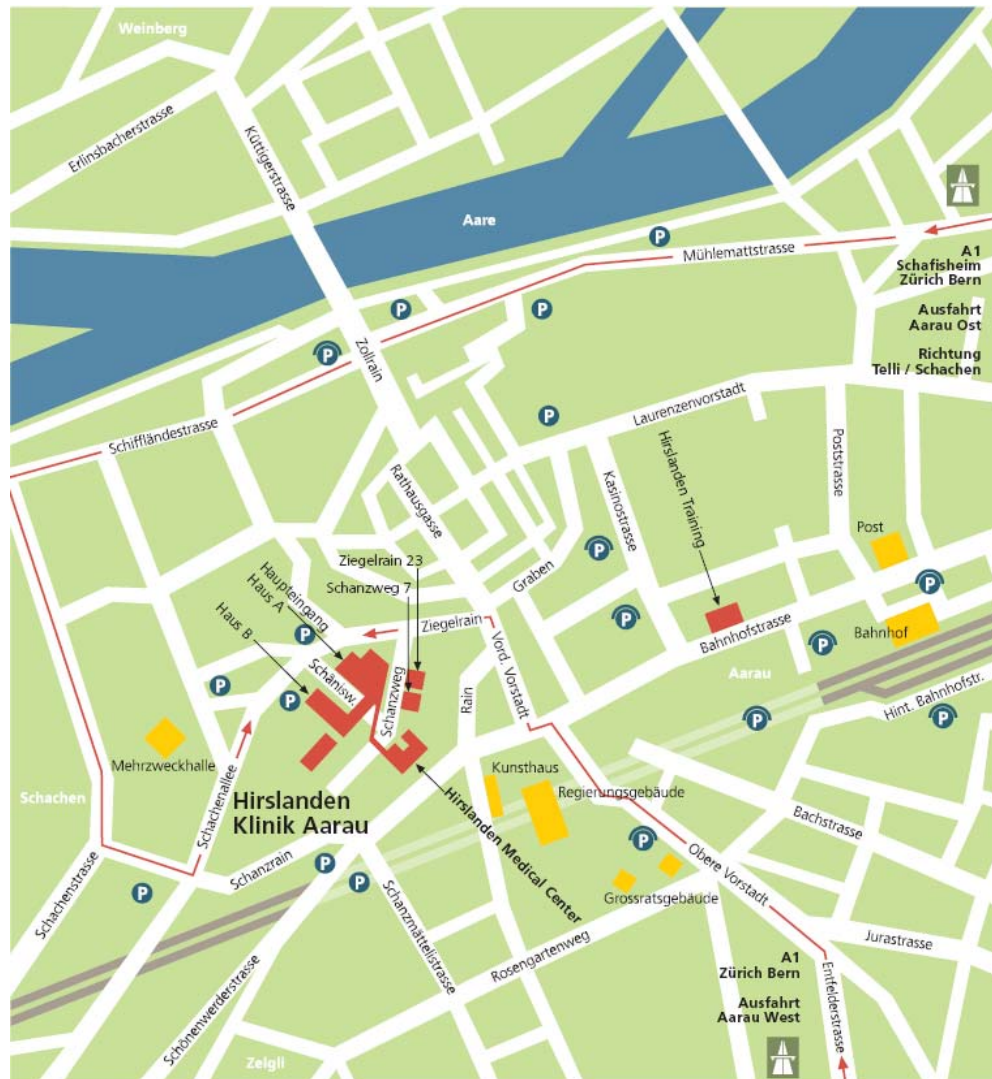 Weinberg
Erlinsbacherstrasse
Küttigerstrasse
Aare
P
Mühlemattstrasse
A1
Schafisheim
Zürich Bern
Ausfahrt
Aarau Ost
Richtung
Telli / Schachen
P
P
P
Zollrain
Laurenzenvorstadt
P
Schifflländestrasse
Rathausgasse
Kasinostrasse
Hirslanden Training
Poststrasse
Post
Ziegelrain 23
Schanzweg 7
Graben
P
P
Haupteingang
Haus A
Haus B
P
Ziegelrain
Vord. Vorstadt
P
Bahnhofstrasse
P
Bahnhof
Aarau
Schänisw.
Schanzweg
Rain
P
P
P
Hint. Bahnhofstr.
P
Mehrzweckhalle
Schachen
Schachenallee
Hirslanden
Klinik Aarau
Kunsthaus
Regierungsgebäude
Hirslanden Medical Center
Bachstrasse
P
Obere Vorstadt
Grossratsgebäude
Schachenstrasse
P
Schanzrain
P
P
Schanzmättelistrasse
Schönenwerderstrasse
Rosengartenweg
Jurastrasse
A1
Zürich Bern
Ausfahrt
Aarau West
Entfelderstrasse
Zelgli